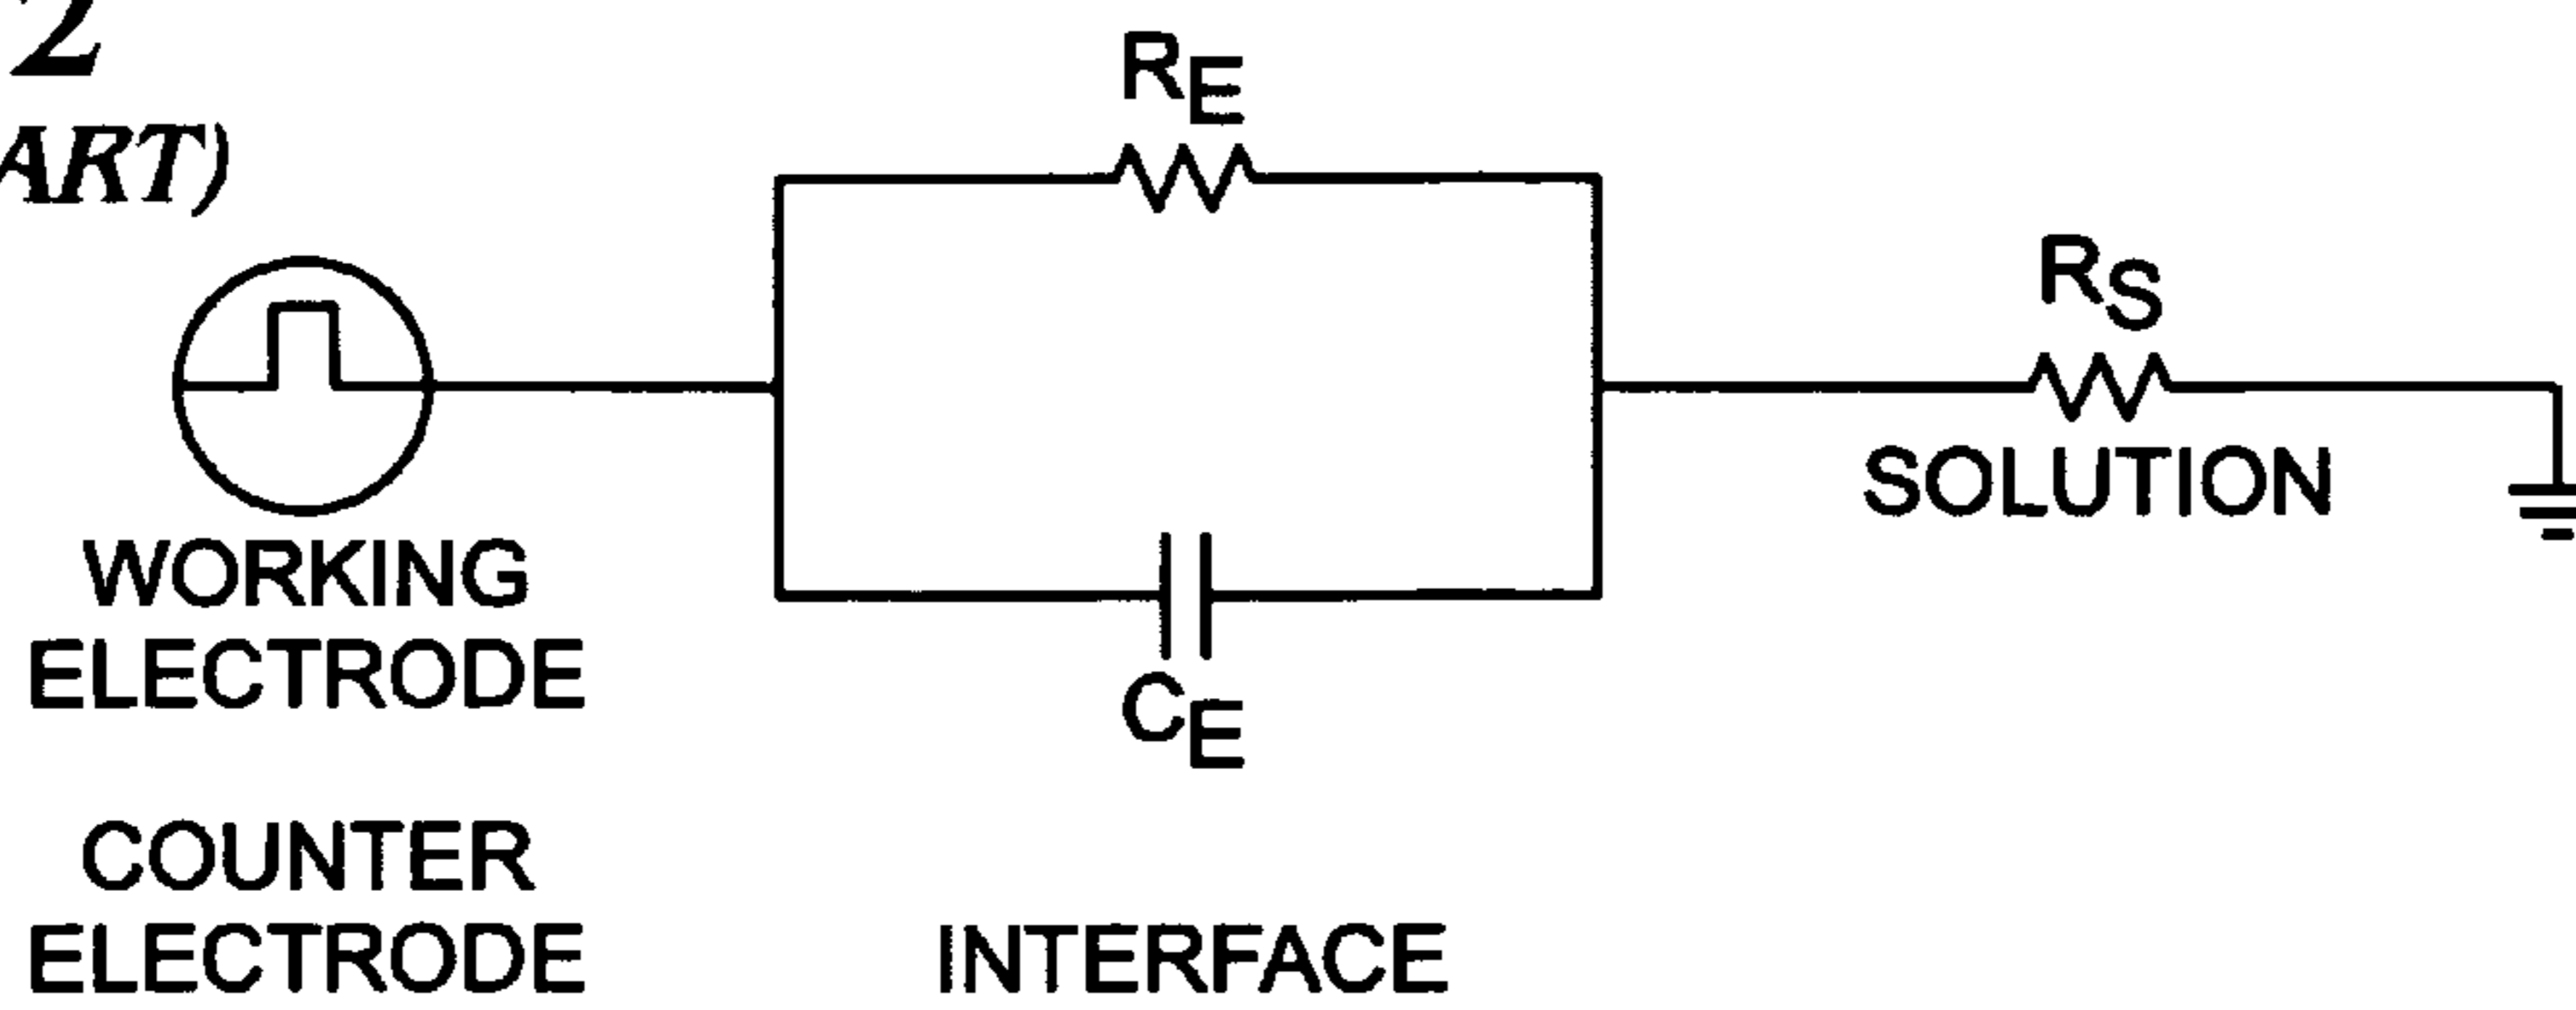 2
ART)
RE
RS
SOLUTION
WORKING
ELECTRODE
CE
COUNTER
ELECTRODE
INTERFACE